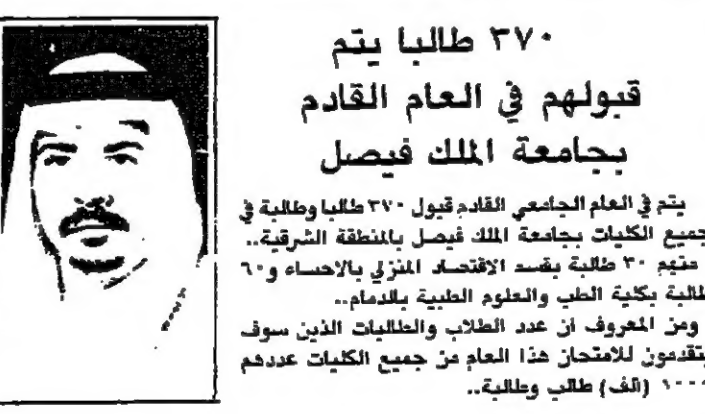 ٣٧٠ طالبا يتم
قبولهم في العام القادم
بجامعة الملك فيصل
يتم في العام الجامعي القادم قبول ٣٧٠ طالبا وطالبة في
جميع الكليات بجامعة الملك فيصل بالمنطقة الشرقية..
منهم ٣٠ طالبة بقسم الاقتصاد المنزلي بالاحساء و٦٠
طالبة بكلية الطب والعلوم الطبية بالدمام..
ومن المعروف ان عدد الطلاب والطالبات الذين سوف
يتقدمون للامتحان هذا العام من جميع الكليات عددهم
١٠٠٠ (الف) طالب وطالبة..